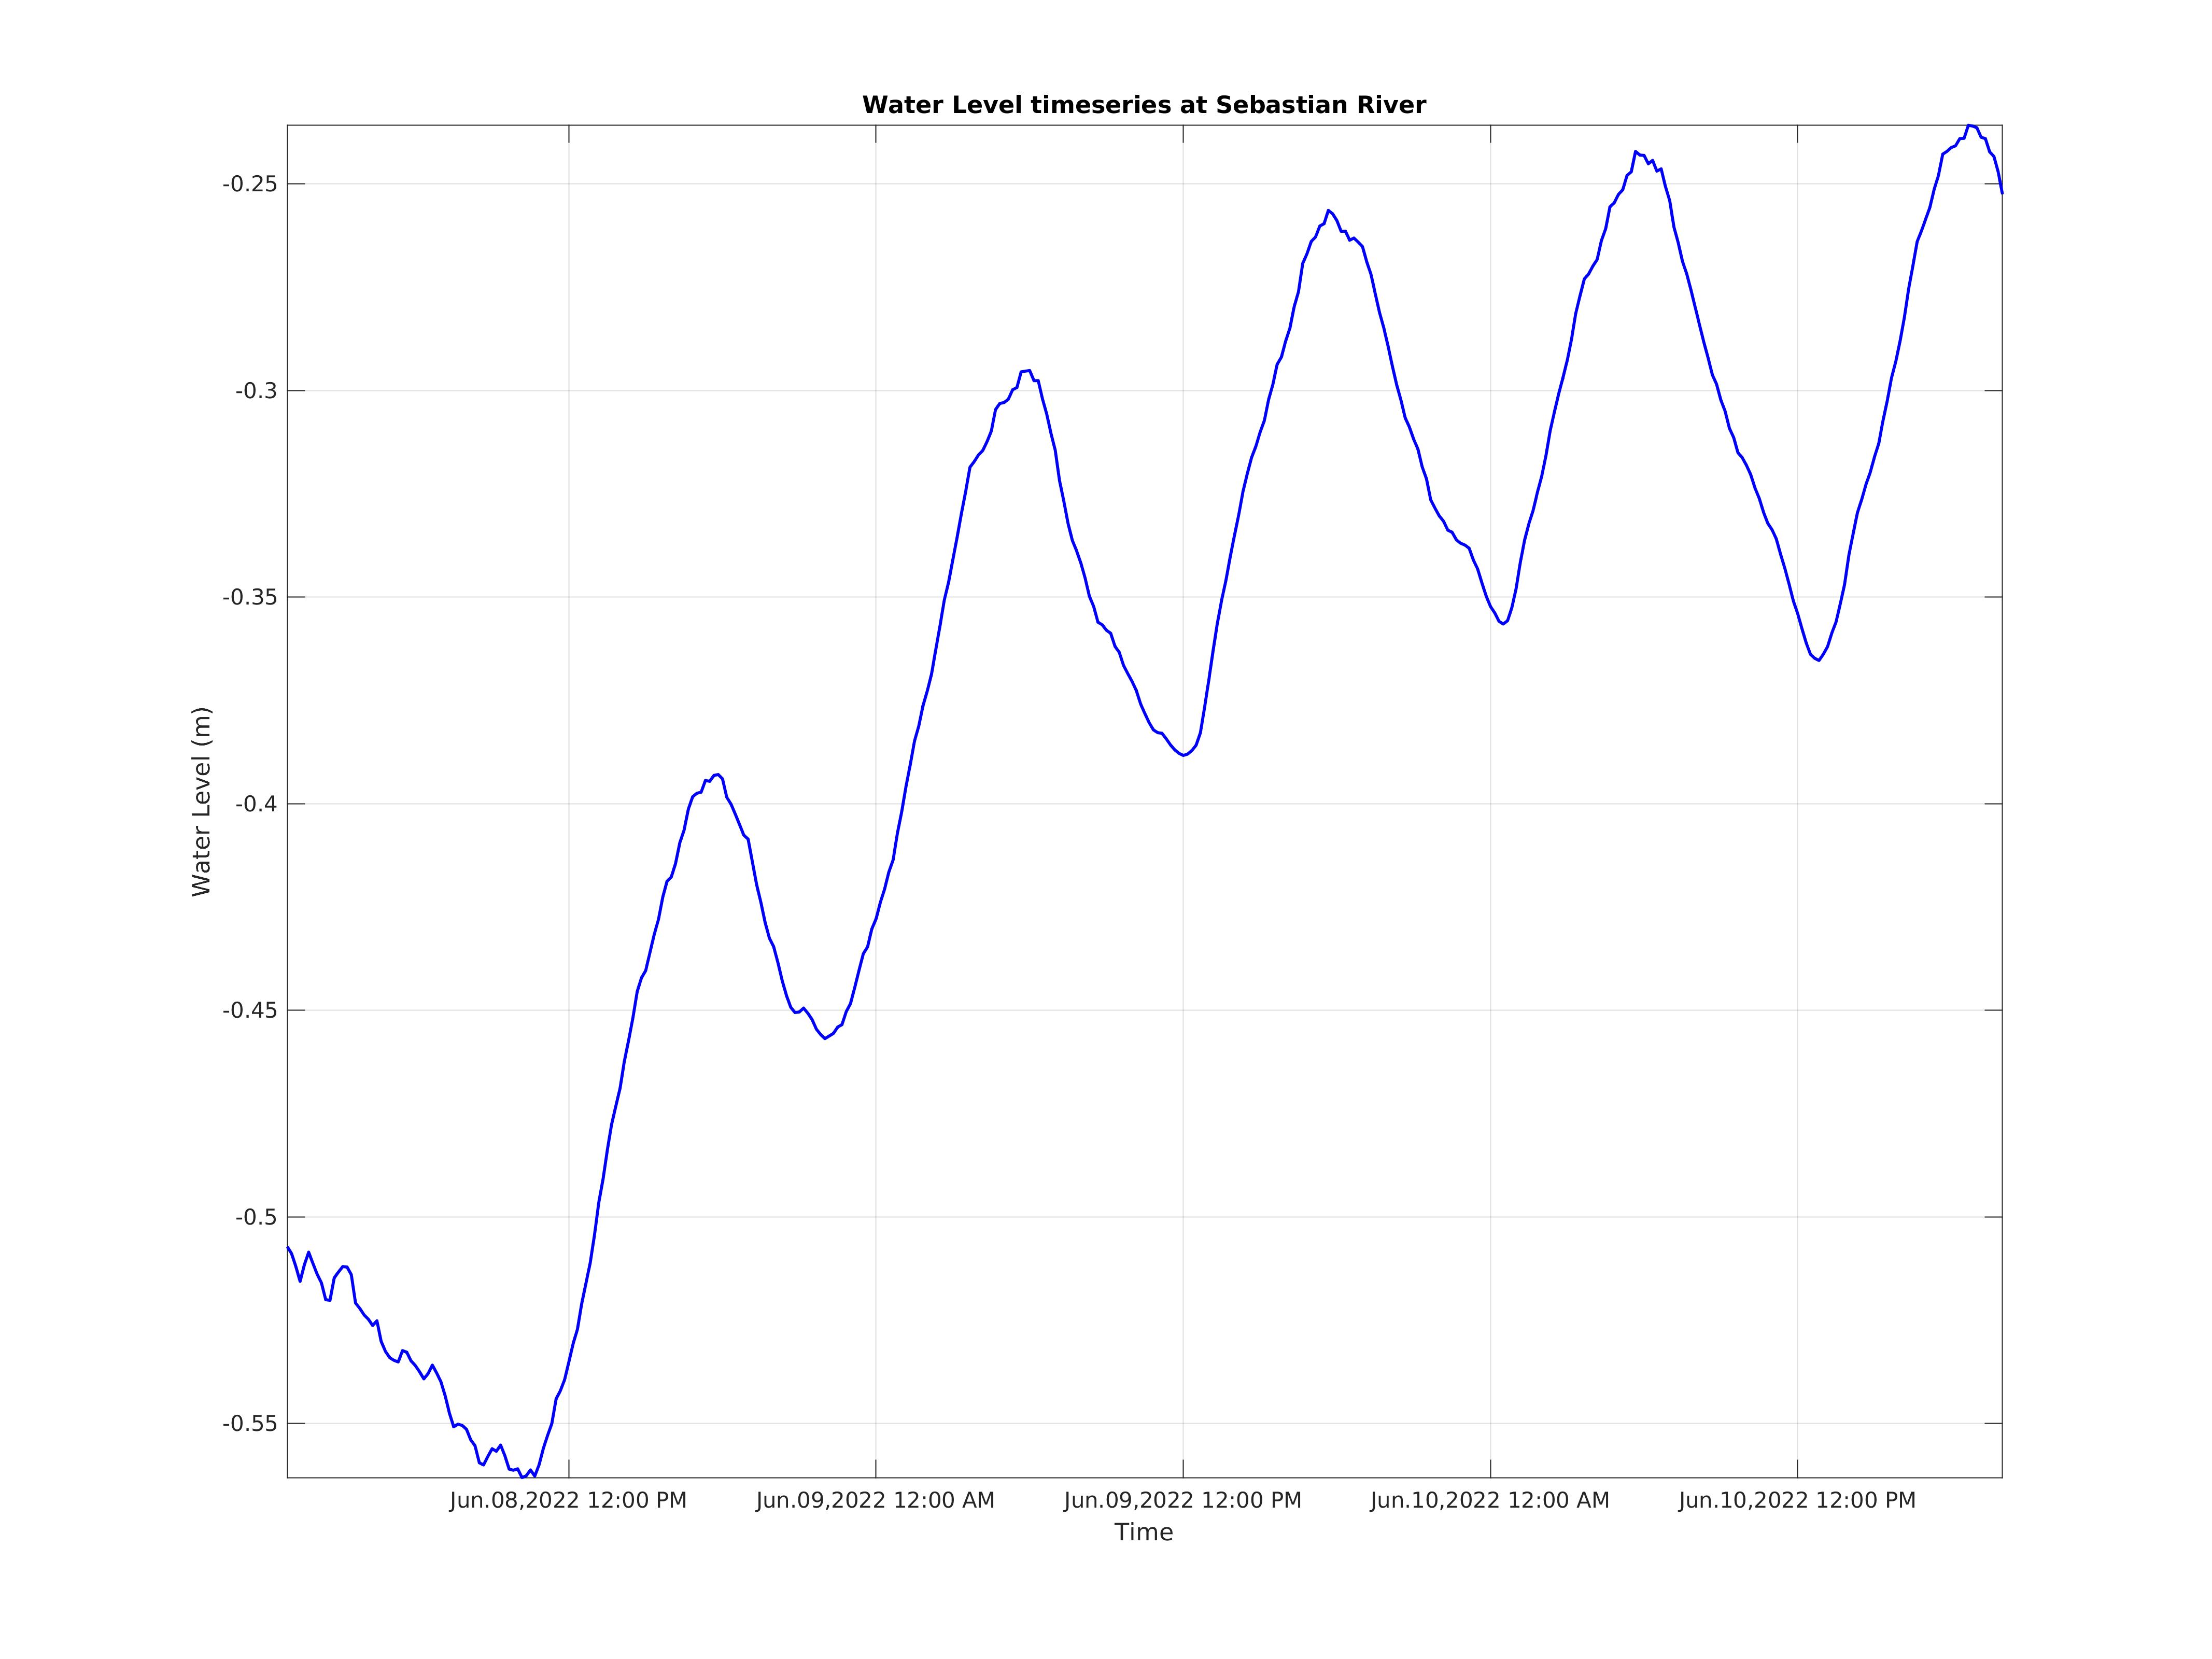 Water Level timeseries at Sebastian River
-0.25
-0.3
-0.35
-0.4
-0.45
-0.5
-0.55
Water Level (m)
Jun.08,2022 12:00 PM
Jun.09,2022 12:00 AM
Jun.09,2022 12:00 PM
Jun.10,2022 12:00 AM
Jun.10,2022 12:00 PM
Time